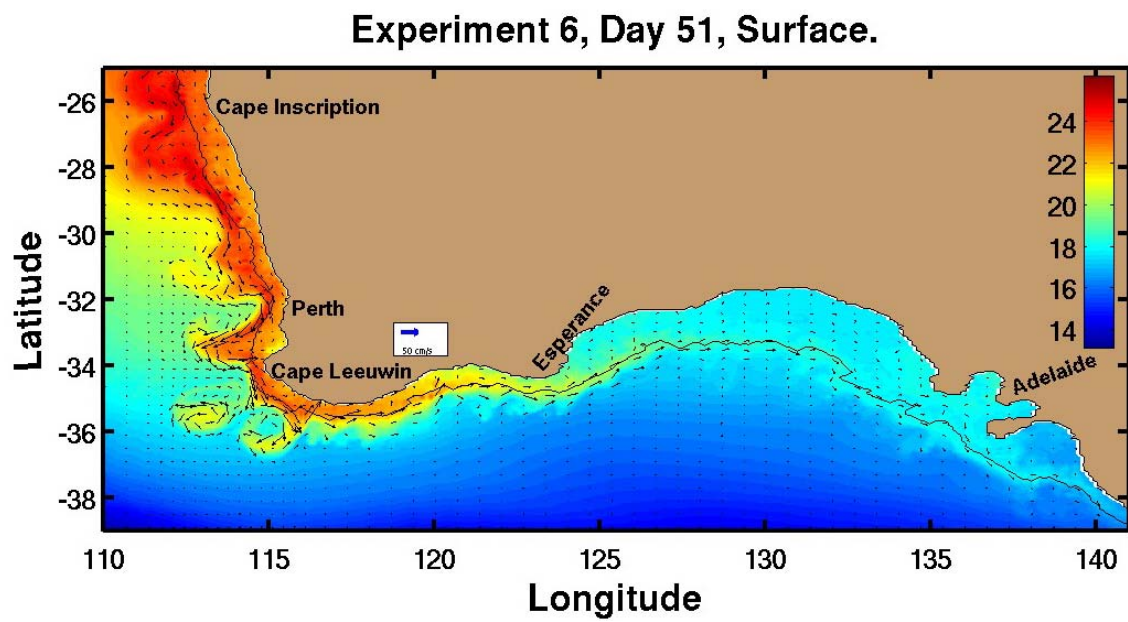 Experiment 6, Day 51, Surface.
Latitude
-26
-28
-30
-32
-34
-36
-38
Cape Inscription
Perth
50 cm/s
Cape Leeuwin
Esperance
Adelaide
24
22
20
18
16
14
110
115
120
125
130
135
140
Longitude